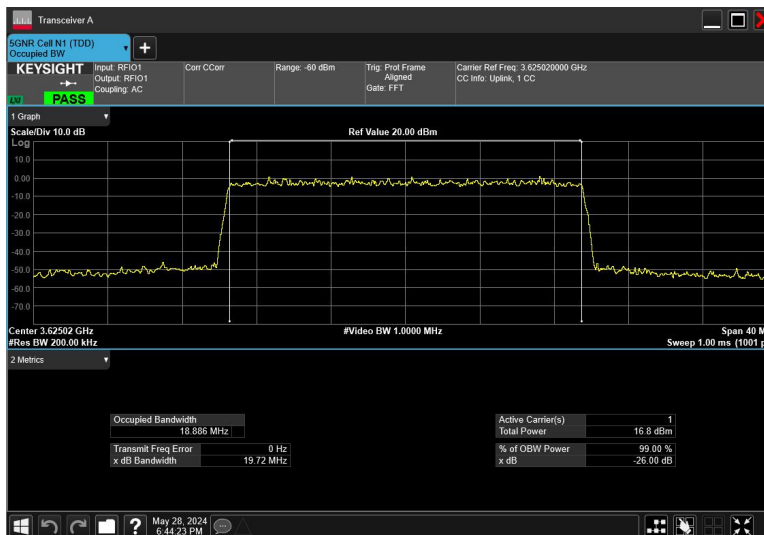 Transceiver A
5GNR Cell N1 (TDD)
Occupied BW
KEYSIGHT
LXI
PASS
Input: RFIO1
Output: RFIO1
Coupling: AC
Corr CCorr
Range: -60 dBm
Trig: Prot Frame
Aligned
Gate: FFT
Carrier Ref Freq: 3.625020000 GHz
CC Info: Uplink, 1 CC
1 Graph
Scale/Div 10.0 dB
Ref Value 20.00 dBm
Log
10.0
0.00
-10.0
-20.0
-30.0
-40.0
-50.0
-60.0
-70.0
Center 3.62502 GHz
#Video BW 1.0000 MHz
Span 40 M
#Res BW 200.00 kHz
Sweep 1.00 ms (1001 p
2 Metrics
Occupied Bandwidth
18.886 MHz
Transmit Freq Error 0 Hz
x dB Bandwidth 19.72 MHz
Active Carrier(s) 1
Total Power 16.8 dBm
% of OBW Power 99.00 %
x dB -26.00 dB
May 28, 2024
6:44:23 PM